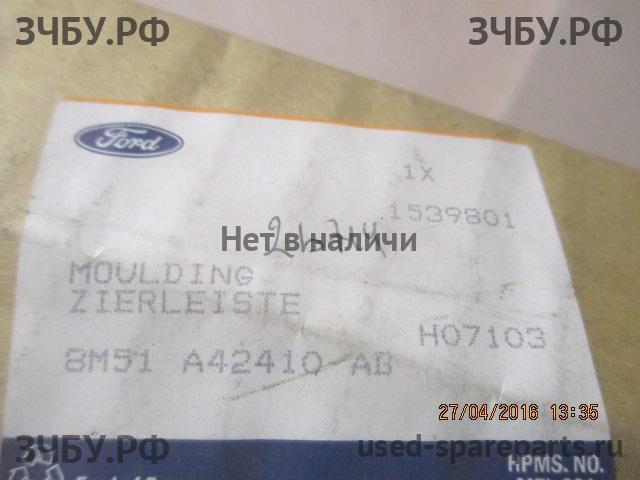 ЗЧБУ.РФ ЗЧБУ.РФ
Ford
1X
1539801
Нет в наличи
MOULDING
ZIERLEISTE
H07103
8M51 A42410 AB
27/04/2016 13:35
ЗЧБУ.РФ used-spareparts.ru
HPMS. NO.